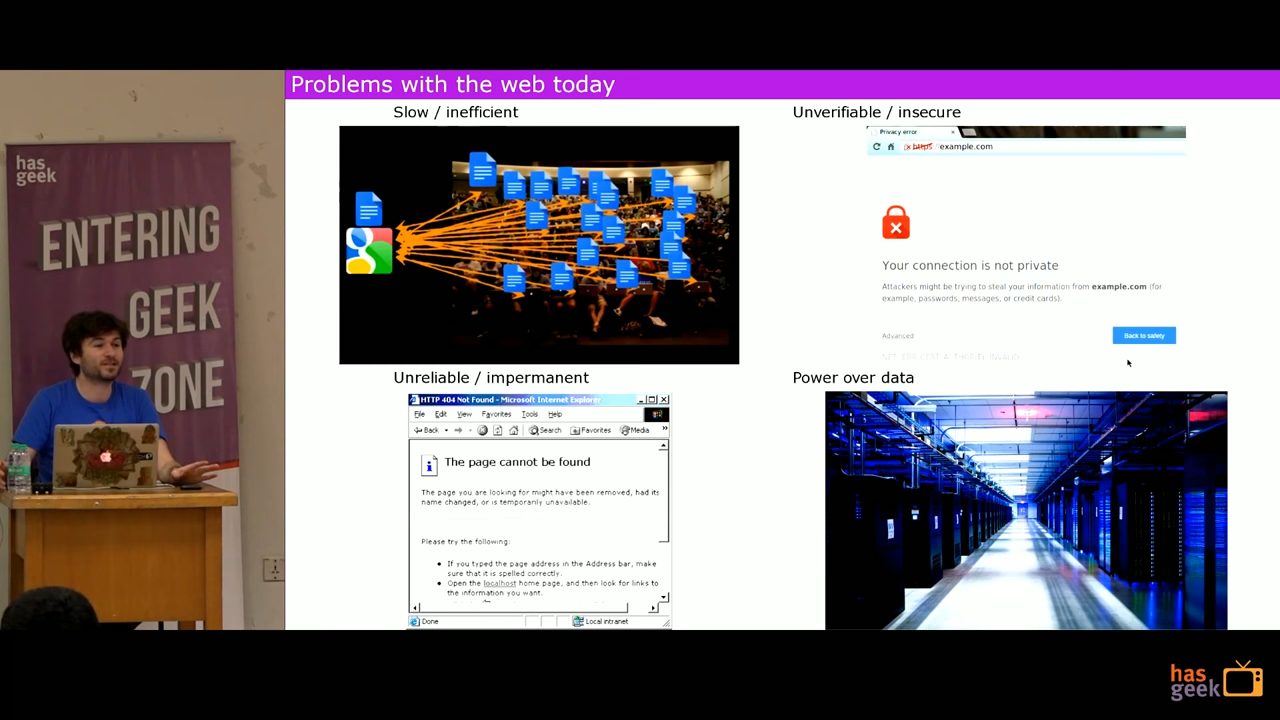 Problems with the web today
Slow / inefficient
Unverifiable / insecure
Privacy error
https://example.com
Your connection is not private
Attackers might be trying to steal your information from example.com (for
example, passwords, messages, or credit cards).
Advanced
Back to safety
Unreliable / impermanent
HTTP 404 Not Found - Microsoft Internet Explorer
File Edit View Favorites Tools Help
Back Search Favorites Media
The page cannot be found
The page you are looking for might have been removed, had its
name changed, or is temporarily unavailable.
Please try the following:
If you typed the page address in the Address bar, make
sure that it is spelled correctly.
Open the localhost home page, and then look for links to
the information you want.
Done
Local intranet
Power over data
has
geek
ENTERING
GEEK
ZONE
has
geek